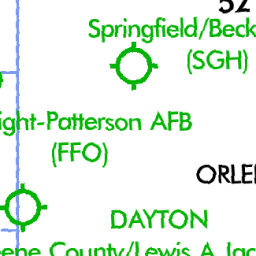 52
Springfield/Beck
(SGH)
ight-Patterson AFB
(FFO)
ORLE
DAYTON
ene County/Lewis A Jac